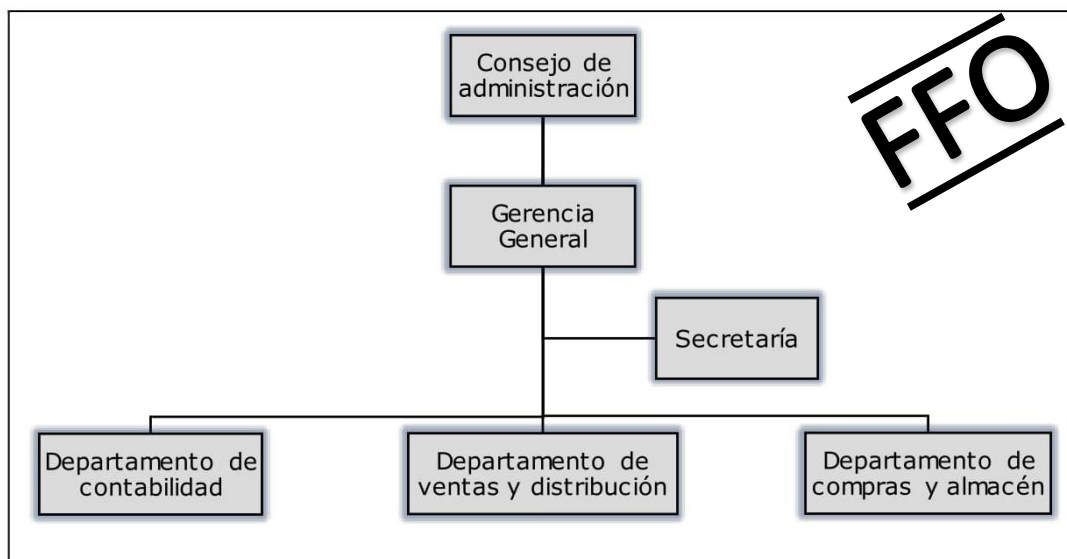 Consejo de
administración
FFO
Gerencia
General
Secretaría
Departamento de
contabilidad
Departamento de
ventas y distribución
Departamento de
compras y almacén